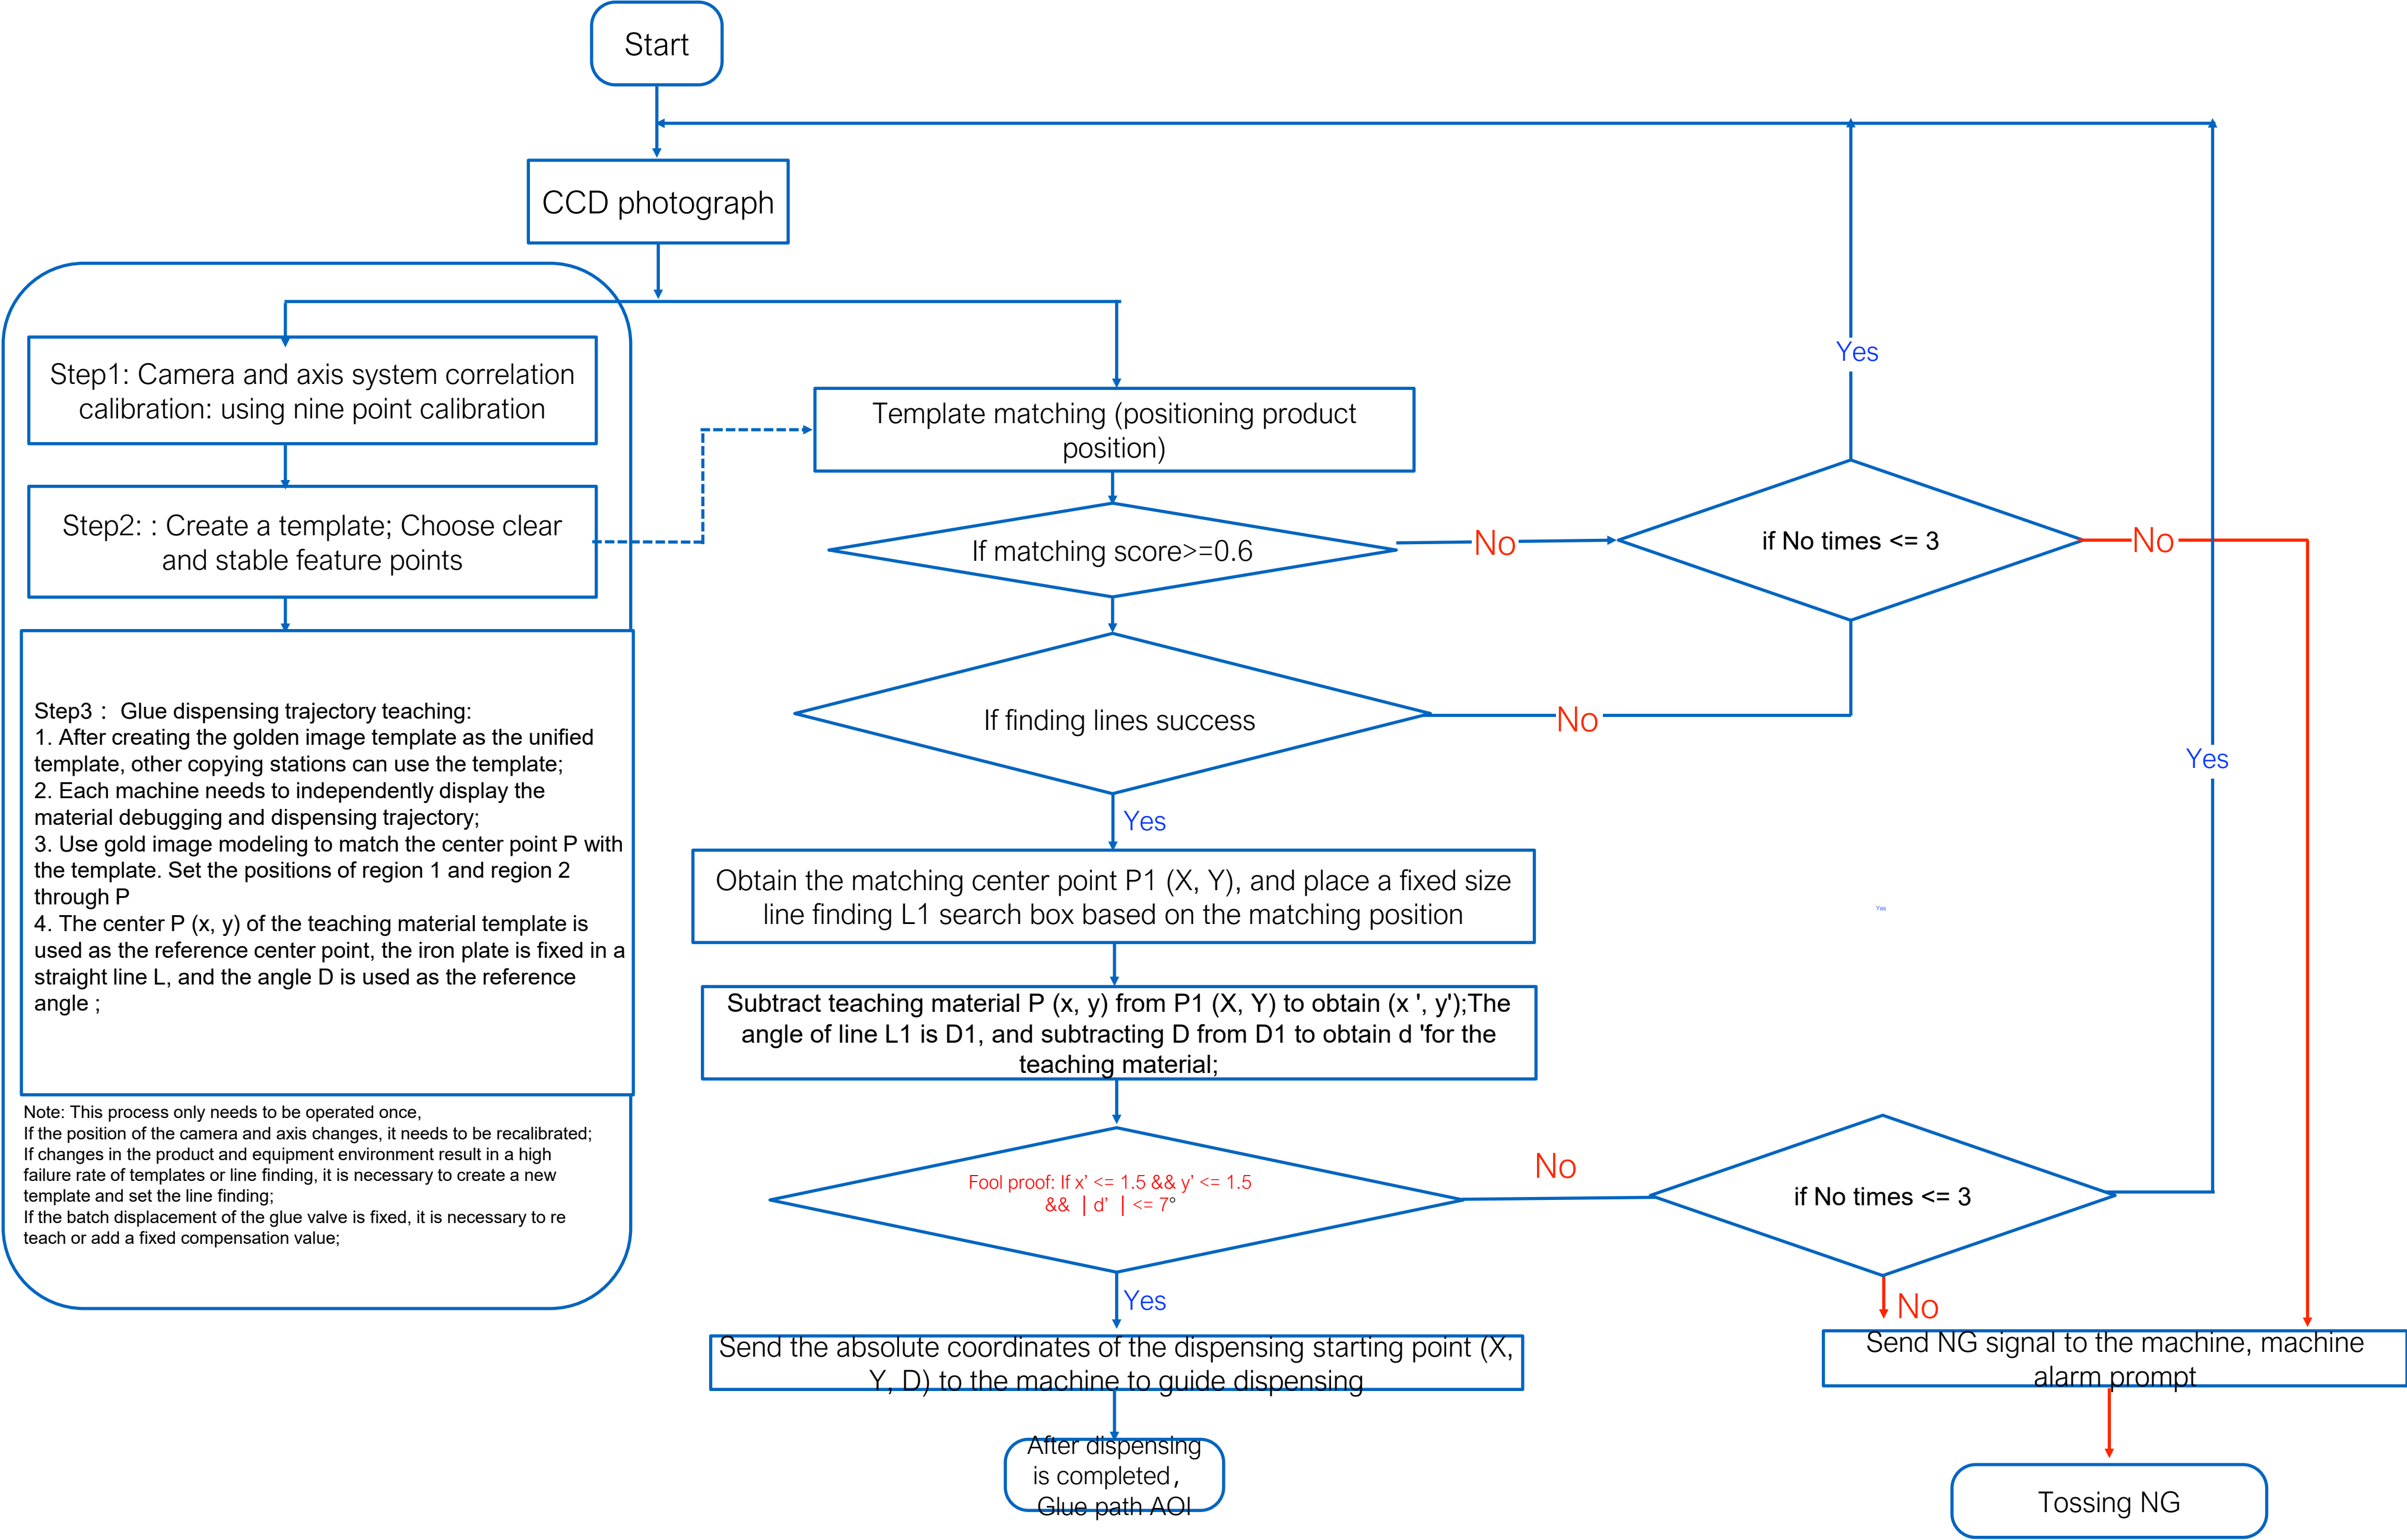 Start
CCD photograph
Step1: Camera and axis system correlation
calibration: using nine point calibration
Step2: : Create a template; Choose clear
and stable feature points
Step3： Glue dispensing trajectory teaching:
1. After creating the golden image template as the unified
template, other copying stations can use the template;
2. Each machine needs to independently display the
material debugging and dispensing trajectory;
3. Use gold image modeling to match the center point P with
the template. Set the positions of region 1 and region 2
through P
4. The center P (x, y) of the teaching material template is
used as the reference center point, the iron plate is fixed in a
straight line L, and the angle D is used as the reference
angle ;
Note: This process only needs to be operated once,
If the position of the camera and axis changes, it needs to be recalibrated;
If changes in the product and equipment environment result in a high
failure rate of templates or line finding, it is necessary to create a new
template and set the line finding;
If the batch displacement of the glue valve is fixed, it is necessary to re
teach or add a fixed compensation value;
Template matching (positioning product
position)
If matching score>=0.6
No
if No times <= 3
Yes
No
If finding lines success
No
Yes
Yes
Obtain the matching center point P1 (X, Y), and place a fixed size
line finding L1 search box based on the matching position
Yes
Subtract teaching material P (x, y) from P1 (X, Y) to obtain (x ', y');The
angle of line L1 is D1, and subtracting D from D1 to obtain d 'for the
teaching material;
Fool proof: If x’ <= 1.5 && y’ <= 1.5
&& ｜d’ ｜<= 7°
No
if No times <= 3
Yes
No
Send the absolute coordinates of the dispensing starting point (X,
Y, D) to the machine to guide dispensing
Send NG signal to the machine, machine
alarm prompt
After dispensing
is completed，
Glue path AOI
Tossing NG